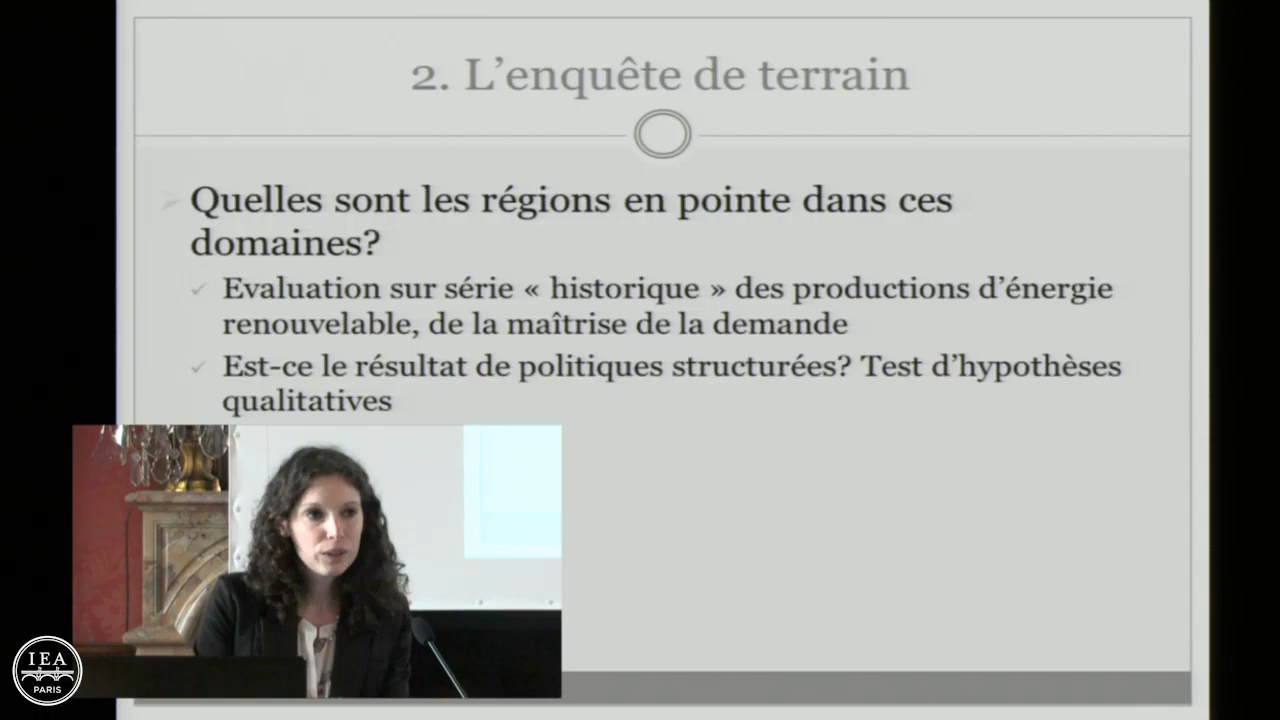 2. L’enquête de terrain
Quelles sont les régions en pointe dans ces
domaines?
Evaluation sur série « historique » des productions d’énergie
renouvelable, de la maîtrise de la demande
Est-ce le résultat de politiques structurées? Test d’hypothèses
qualitatives
IEA
PARIS